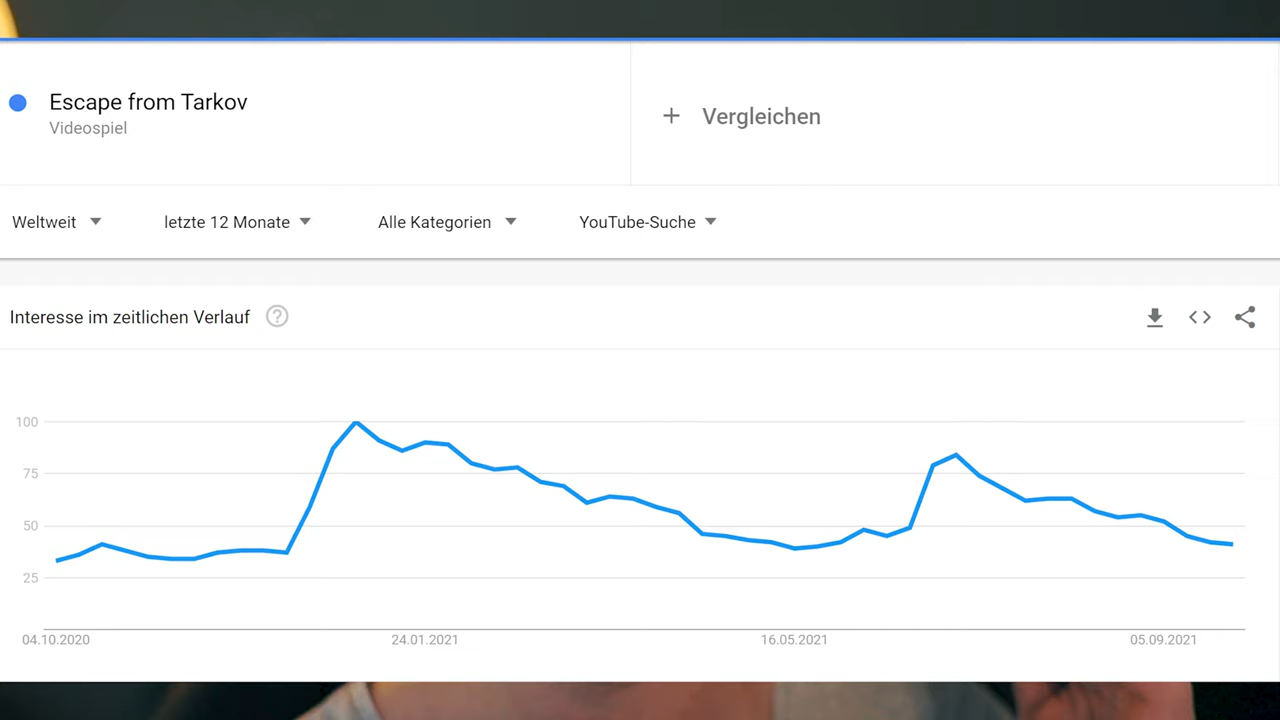 Escape from Tarkov
Videospiel
+ Vergleichen
Weltweit letzte 12 Monate Alle Kategorien YouTube-Suche
Interesse im zeitlichen Verlauf ?
100
75
50
25
04.10.2020 24.01.2021 16.05.2021 05.09.2021